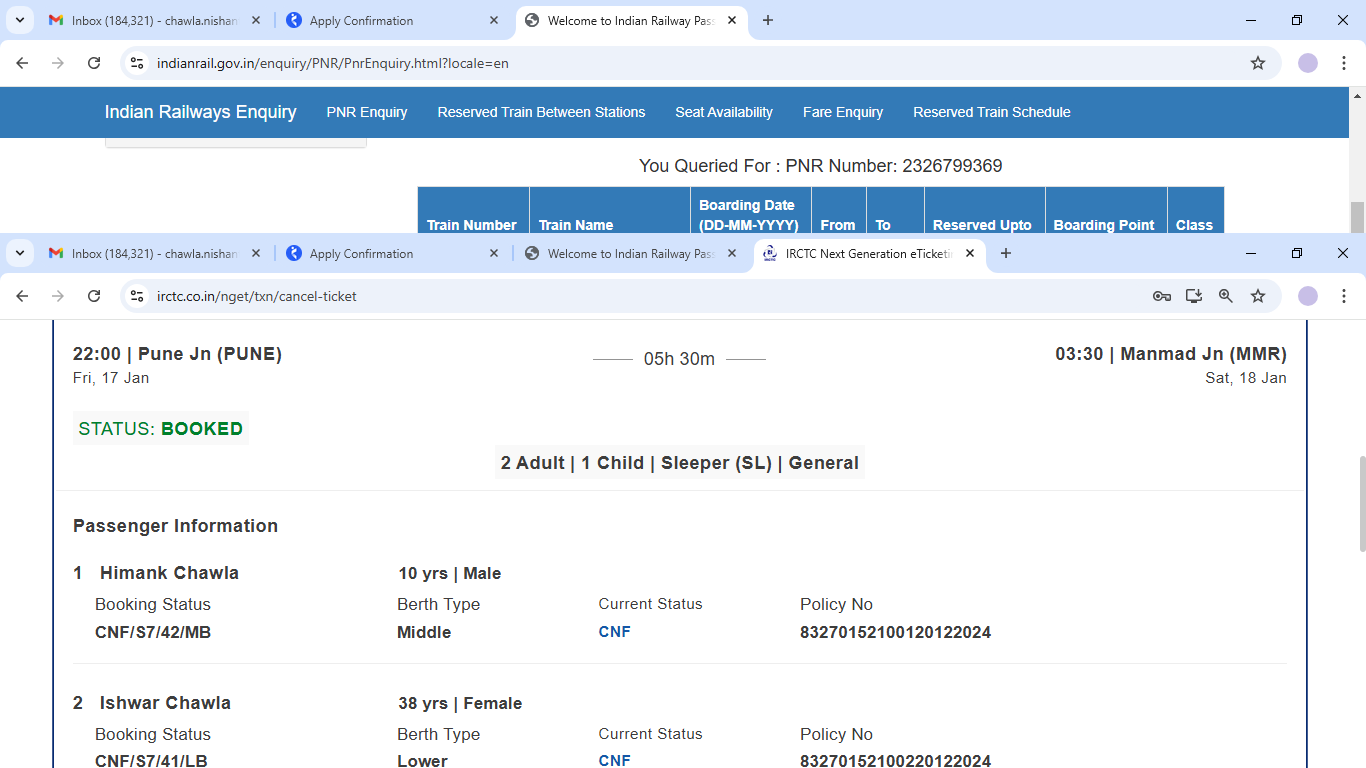 Inbox (184,321) - chawla.nishan
Apply Confirmation
Welcome to Indian Railway Pas
indianrail.gov.in/enquiry/PNR/PnrEnquiry.html?locale=en
Indian Railways Enquiry PNR Enquiry Reserved Train Between Stations Seat Availability Fare Enquiry Reserved Train Schedule
You Queried For : PNR Number: 2326799369
Train Number Train Name Boarding Date (DD-MM-YYYY) From To Reserved Upto Boarding Point Class
Inbox (184,321) - chawla.nishan
Apply Confirmation
Welcome to Indian Railway Pas
IRCTC Next Generation eTicketi
irctc.co.in/nget/txn/cancel-ticket
22:00 | Pune Jn (PUNE) 05h 30m 03:30 | Manmad Jn (MMR)
Fri, 17 Jan Sat, 18 Jan
STATUS: BOOKED
2 Adult | 1 Child | Sleeper (SL) | General
Passenger Information
1 Himank Chawla 10 yrs | Male
Booking Status Berth Type Current Status Policy No
CNF/S7/42/MB Middle CNF 83270152100120122024
2 Ishwar Chawla 38 yrs | Female
Booking Status Berth Type Current Status Policy No
CNF/S7/41/LB Lower CNF 83270152100220122024